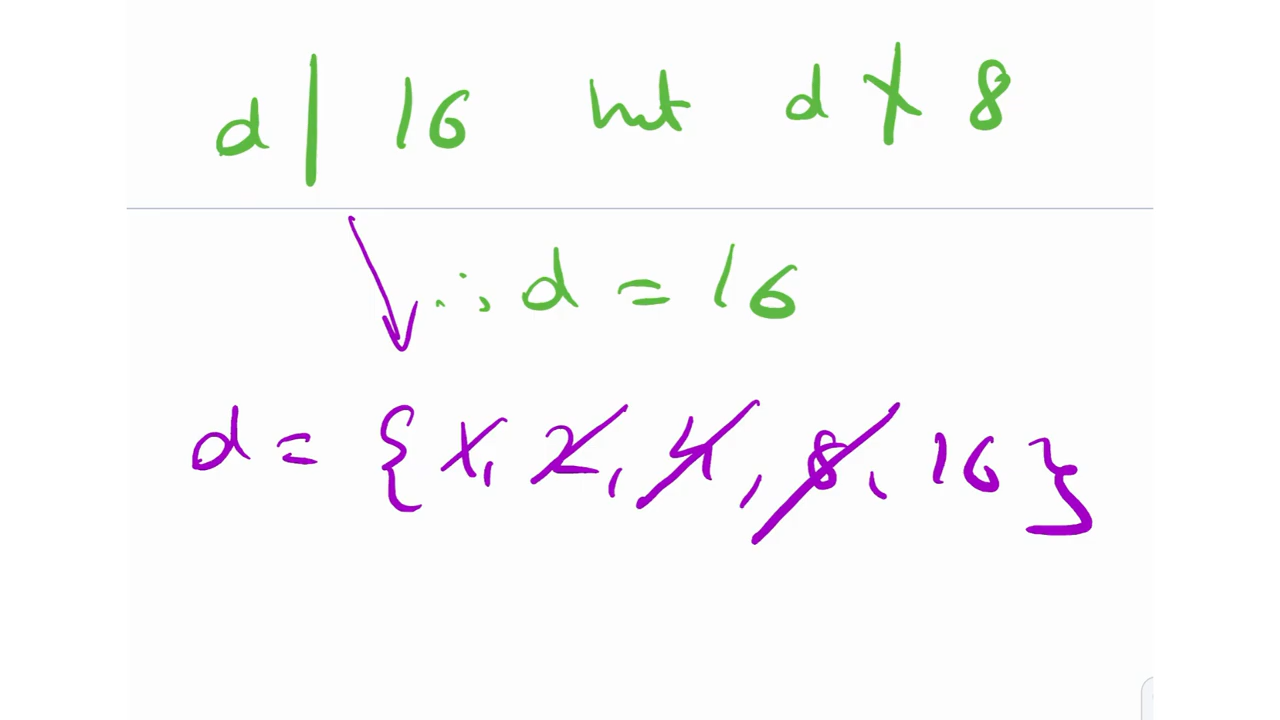 d | 16 but d ∤ 8
∴ d = 16
d = {1, 2, 4, 8, 16}